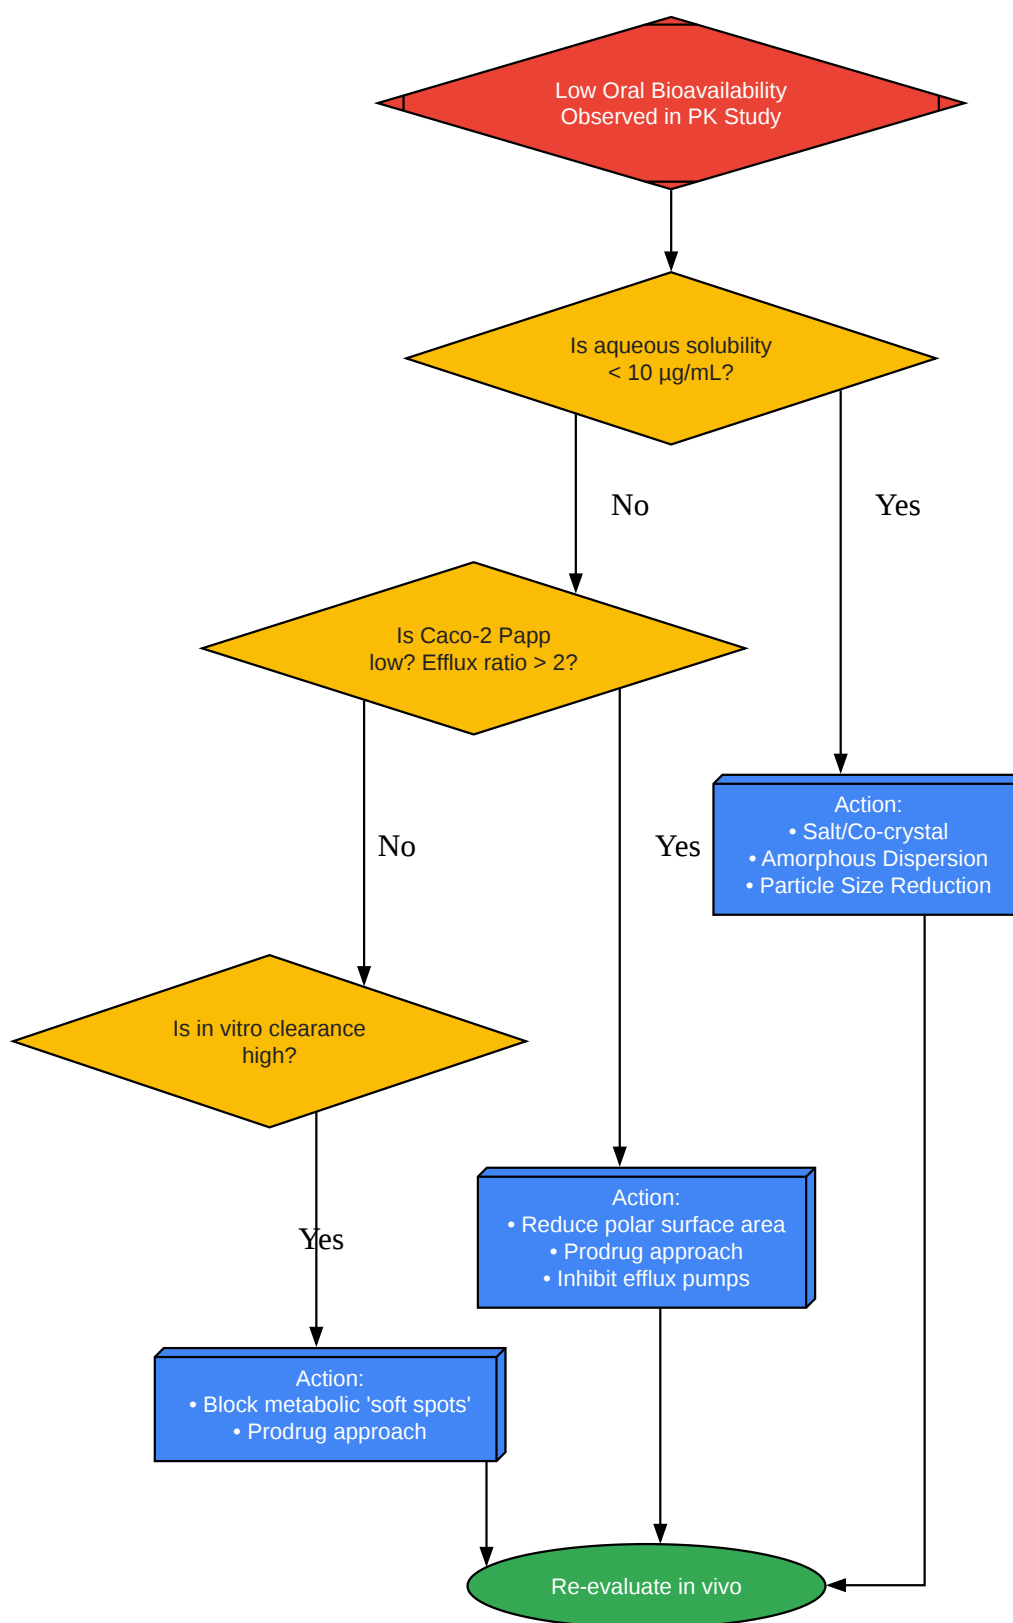 Low Oral Bioavailability
Observed in PK Study
Is aqueous solubility
< 10 µg/mL?
No
Yes
Is Caco-2 Papp
low? Efflux ratio > 2?
No
Yes
Action:
• Salt/Co-crystal
• Amorphous Dispersion
• Particle Size Reduction
Is in vitro clearance
high?
Yes
Action:
• Reduce polar surface area
• Prodrug approach
• Inhibit efflux pumps
Action:
• Block metabolic 'soft spots'
• Prodrug approach
Re-evaluate in vivo